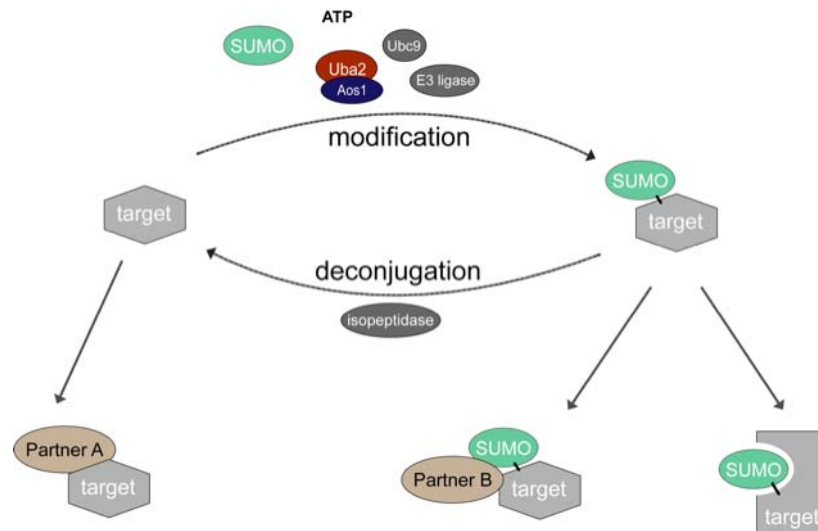 ATP
SUMO
Ubc9
Uba2
E3 ligase
Aos1
modification
SUMO
target
target
deconjugation
isopeptidase
Partner A
SUMO
SUMO
Partner B
target
target
target